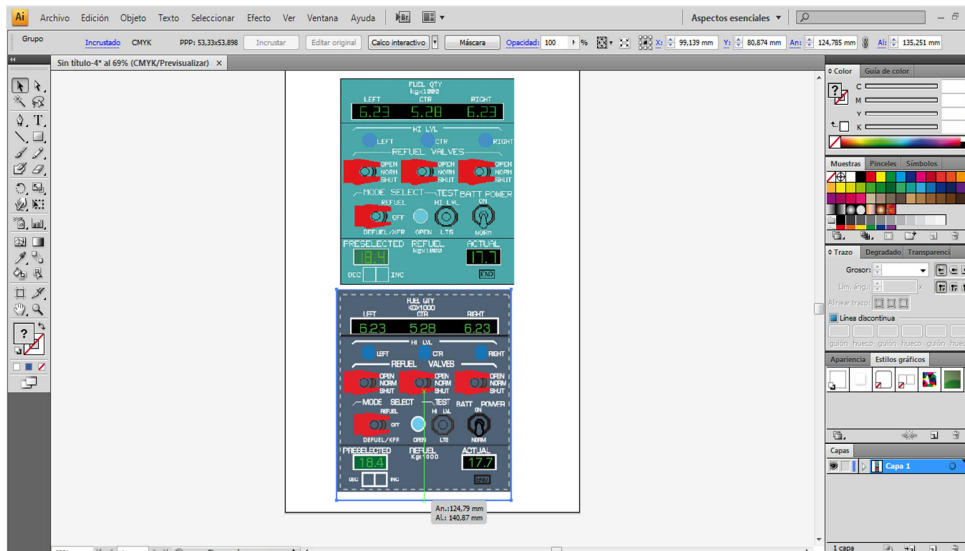 Ai Archivo Edición Objeto Texto Seleccionar Efecto Ver Ventana Ayuda Br Aspectos esenciales
Grupo Incrustado CMYK PPP: 53,33x53,898 Incrustar Editar original Calco interactivo Máscara Opacidad: 100 % X: 99,139 mm Y: 80,874 mm An: 124,785 mm Al: 135,251 mm
Sin título-4* al 69% (CMYK/Previsualizar) ×
Color Guía de color
C
M
Y
K
Muestras Pinceles Símbolos
Trazo Degradado Transparenci
Grosor:
Lim. áng.: x
Alinear trazo:
Línea discontinua
guión hueco guión hueco guión hueco
Apariencia Estilos gráficos
Capas
Capa 1
1 capa
FUEL QTY
kgx1000
LEFT CTR RIGHT
6.23 5.28 6.23
HI LVL
LEFT CTR RIGHT
REFUEL VALVES
OPEN OPEN OPEN
NORM NORM NORM
SHUT SHUT SHUT
MODE SELECT TEST BATT POWER
REFUEL HI LVL ON
OFF
DEFUEL/XFR OPEN LTS NORM
PRESELECTED REFUEL ACTUAL
kgx1000
18.4 17.7
DEC INC END
FUEL QTY
KGX1000
LEFT CTR RIGHT
6.23 5.28 6.23
HI LVL
LEFT CTR RIGHT
REFUEL VALVES
OPEN OPEN OPEN
NORM NORM NORM
SHUT SHUT SHUT
MODE SELECT TEST BATT POWER
REFUEL HI LVL ON
OFF
DEFUEL/XFR OPEN LTS NORM
PRESELECTED REFUEL ACTUAL
Kgx1000
18.4 17.7
DEC INC END
An.:124,79 mm
Al.: 140,87 mm